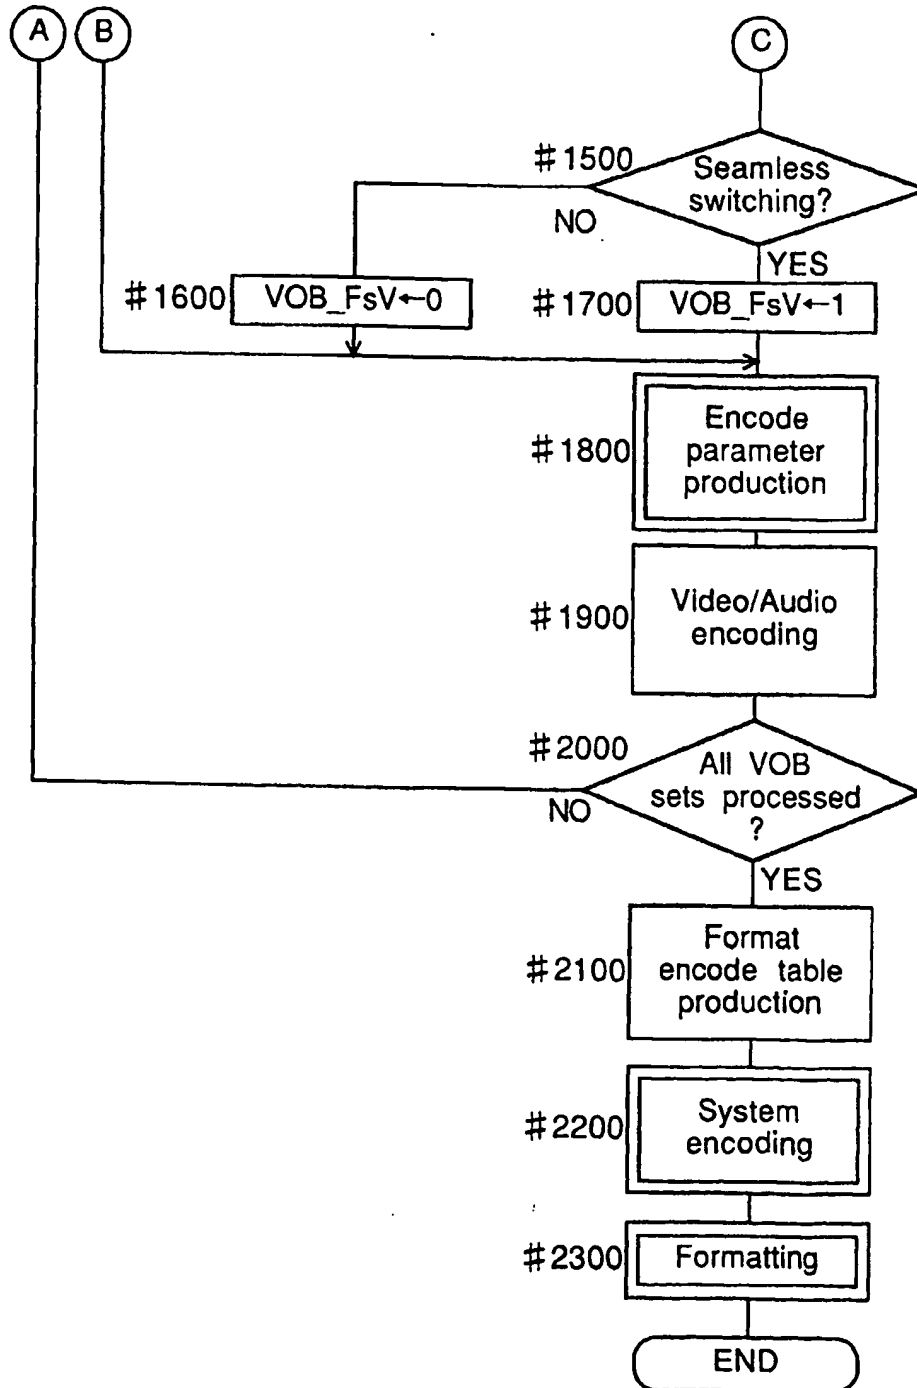 A
B
C
#1500
Seamless
switching?
NO
YES
#1600
VOB_FsV←0
#1700
VOB_FsV←1
#1800
Encode
parameter
production
#1900
Video/Audio
encoding
#2000
All VOB
sets processed
?
NO
YES
#2100
Format
encode table
production
#2200
System
encoding
#2300
Formatting
END